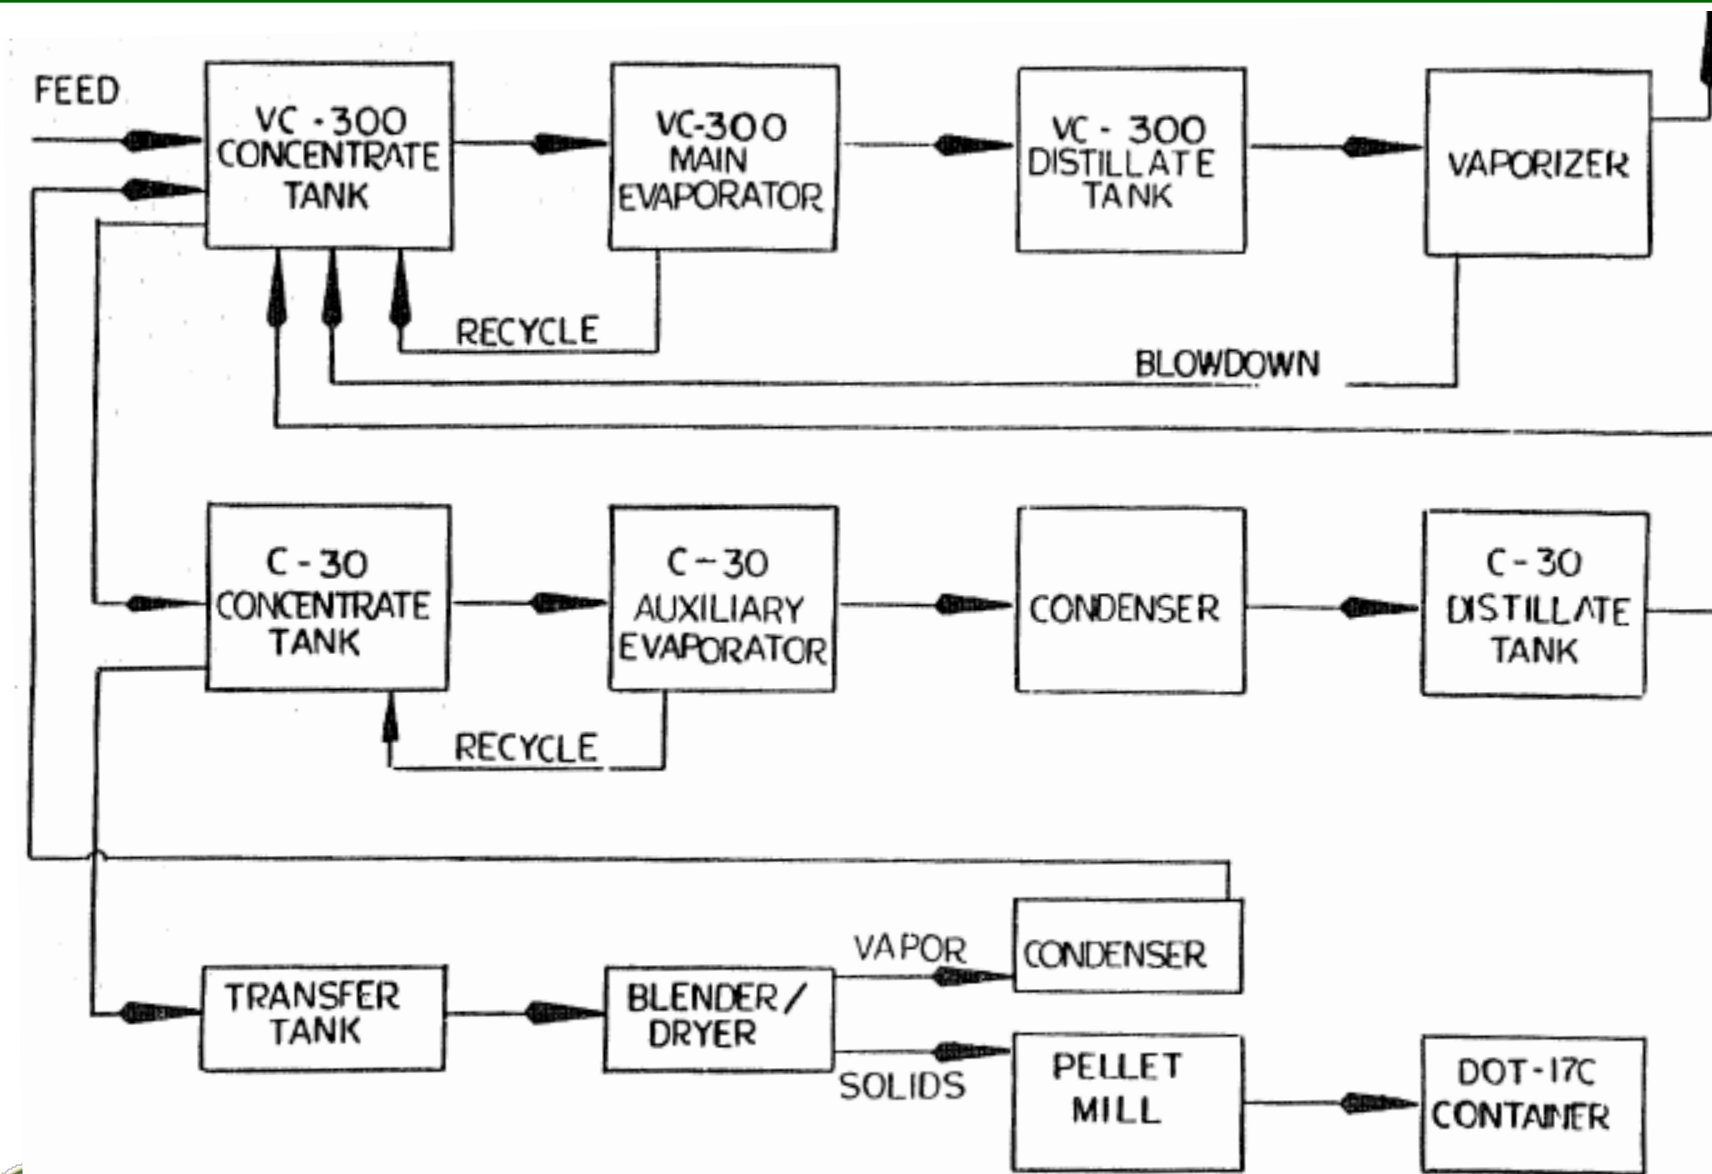 FEED
VC-300
CONCENTRATE
TANK
VC-300
MAIN
EVAPORATOR
VC-300
DISTILLATE
TANK
VAPORIZER
RECYCLE
BLOWDOWN
C-30
CONCENTRATE
TANK
C-30
AUXILIARY
EVAPORATOR
CONDENSER
C-30
DISTILLATE
TANK
RECYCLE
TRANSFER
TANK
BLENDER/
DRYER
VAPOR
SOLIDS
CONDENSER
PELLET
MILL
DOT-17C
CONTAINER